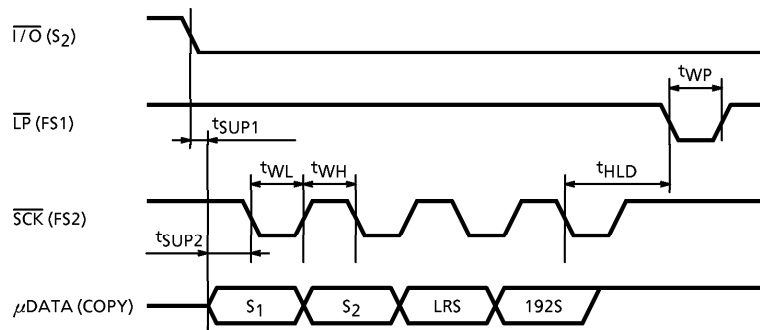 I/O (S2)
tWP
LP (FS1)
tSUP1
tWL
tWH
tHLD
SCK (FS2)
tSUP2
μDATA (COPY)
S1
S2
LRS
192S